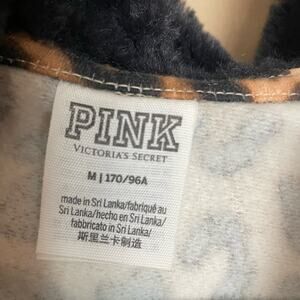 PINK
VICTORIA'S SECRET
M | 170/96A
made in Sri Lanka/fabriqué au
Sri Lanka/hecho en Sri Lanka/
fabbricato in Sri Lanka/
斯里兰卡制造